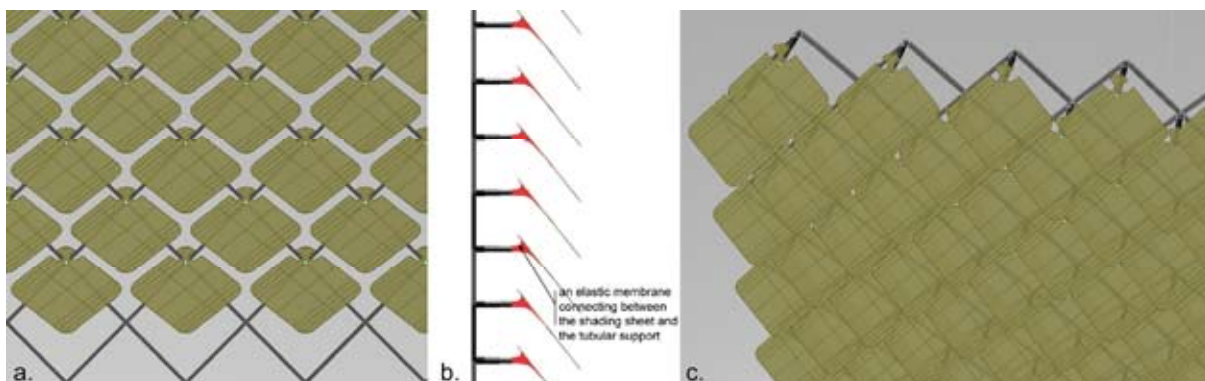 an elastic membrane
connecting between
the shading sheet and
the tubular support
a.
b.
c.